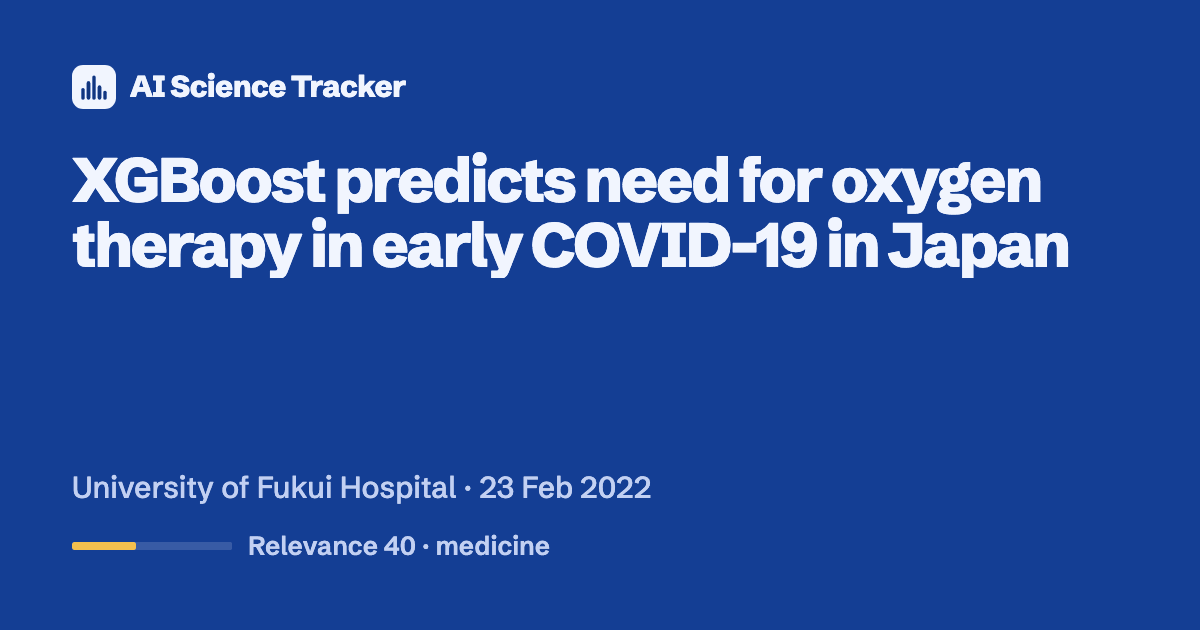 AI Science Tracker
XGBoost predicts need for oxygen
therapy in early COVID-19 in Japan
University of Fukui Hospital · 23 Feb 2022
Relevance 40 · medicine